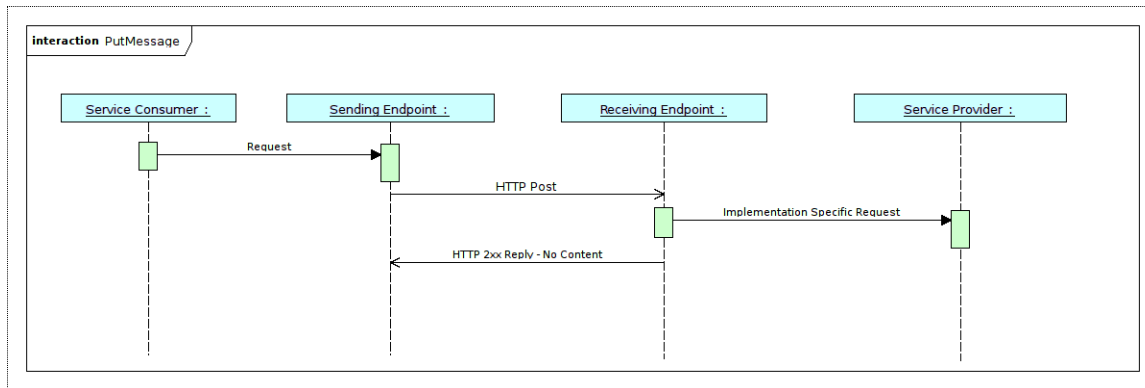 interaction PutMessage
Service Consumer :
Sending Endpoint :
Receiving Endpoint :
Service Provider :
Request
HTTP Post
Implementation Specific Request
HTTP 2xx Reply - No Content